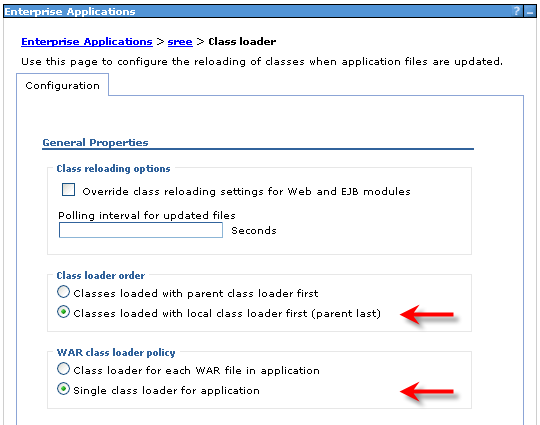 Enterprise Applications ? –
Enterprise Applications > sree > Class loader
Use this page to configure the reloading of classes when application files are updated.
Configuration
General Properties
Class reloading options
Override class reloading settings for Web and EJB modules
Polling interval for updated files
Seconds
Class loader order
Classes loaded with parent class loader first
Classes loaded with local class loader first (parent last)
WAR class loader policy
Class loader for each WAR file in application
Single class loader for application